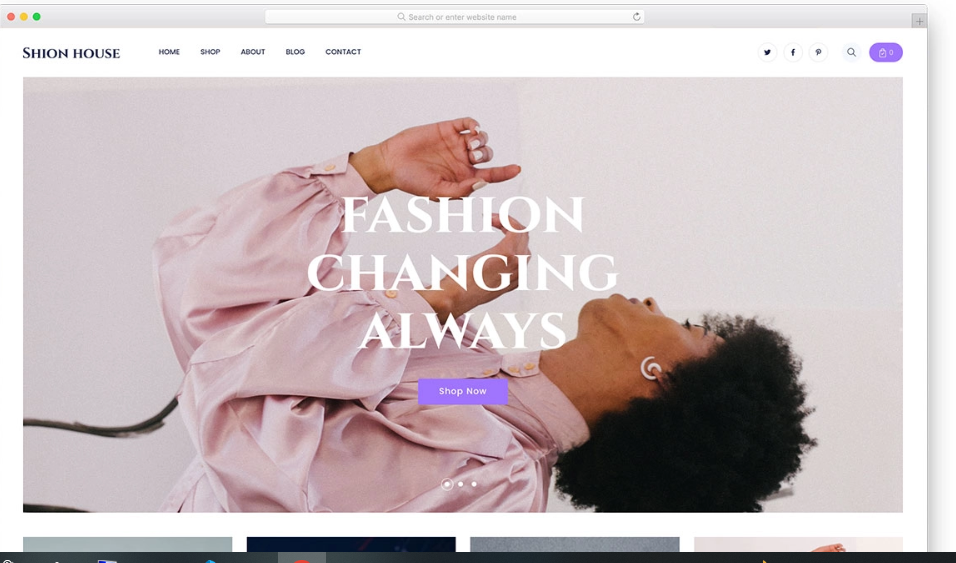 Search or enter website name
SHION HOUSE
HOME
SHOP
ABOUT
BLOG
CONTACT
0
FASHION
CHANGING
ALWAYS
Shop Now